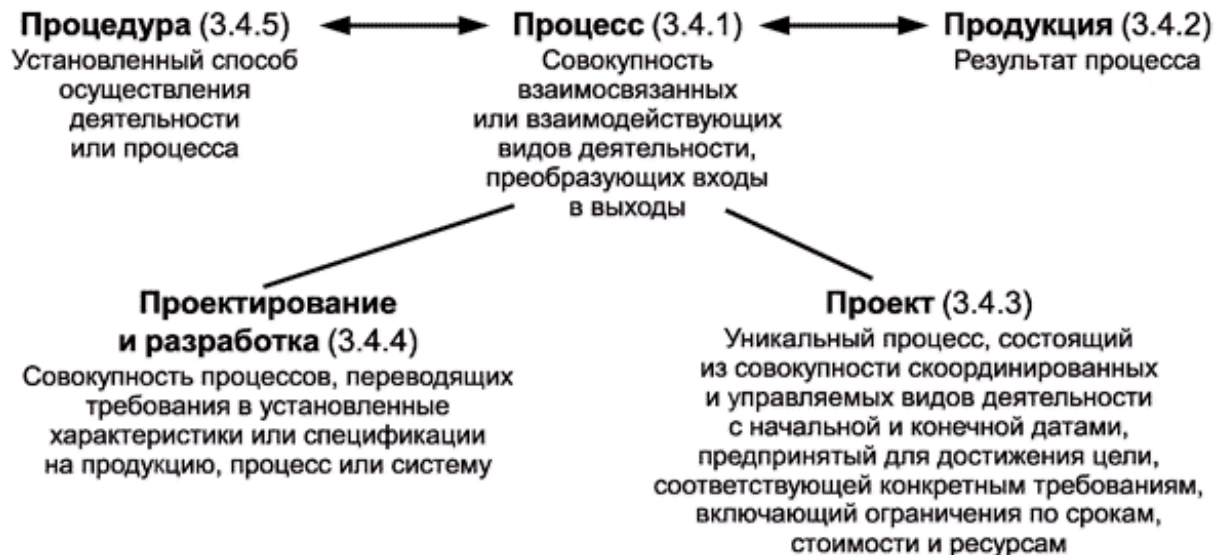 Процедура (3.4.5)
Установленный способ
осуществления
деятельности
или процесса
Процесс (3.4.1)
Совокупность
взаимосвязанных
или взаимодействующих
видов деятельности,
преобразующих входы
в выходы
Продукция (3.4.2)
Результат процесса
Проектирование
и разработка (3.4.4)
Совокупность процессов, переводящих
требования в установленные
характеристики или спецификации
на продукцию, процесс или систему
Проект (3.4.3)
Уникальный процесс, состоящий
из совокупности скоординированных
и управляемых видов деятельности
с начальной и конечной датами,
предпринятый для достижения цели,
соответствующей конкретным требованиям,
включающий ограничения по срокам,
стоимости и ресурсам